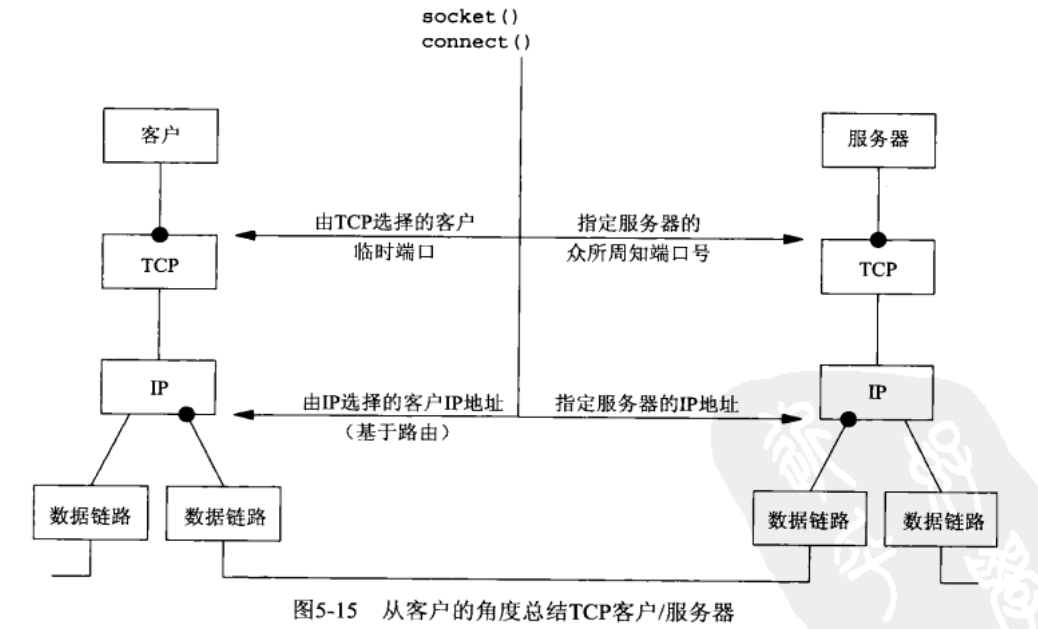 socket()
connect()
客户
服务器
由TCP选择的客户
临时端口
指定服务器的
众所周知端口号
TCP
TCP
IP
IP
由IP选择的客户IP地址
（基于路由）
指定服务器的IP地址
数据链路
数据链路
数据链路
数据链路
图5-15 从客户的角度总结TCP客户/服务器